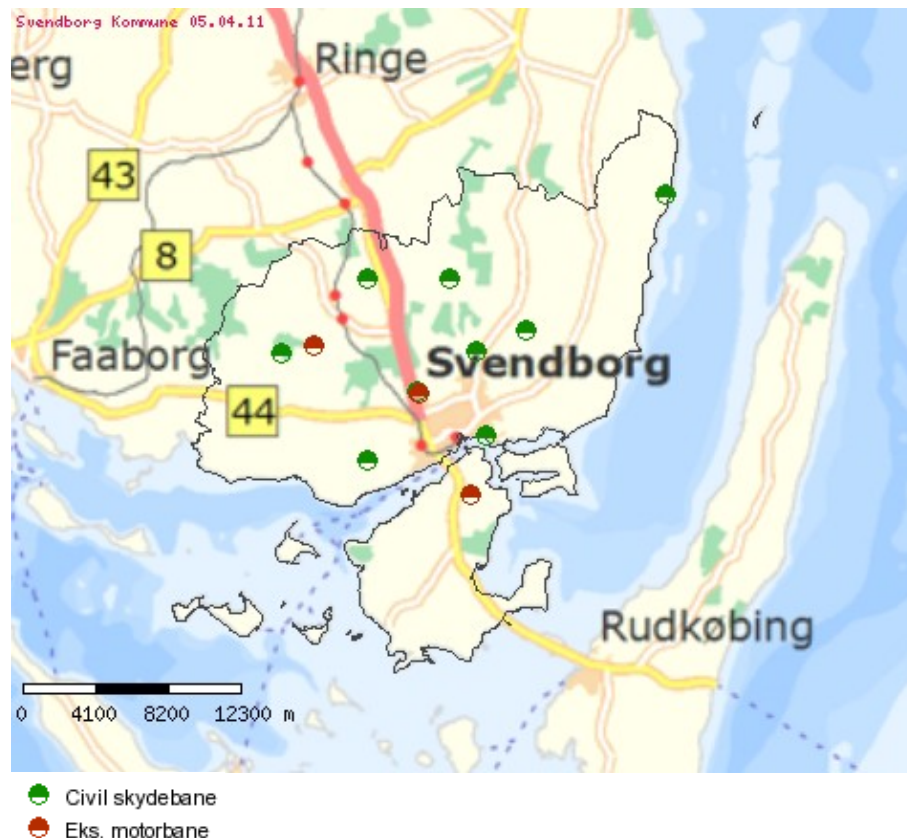 Svendborg Kommune 05.04.11
Ringe
erg
43
8
Faaborg
Svendborg
44
Rudkøbing
0 4100 8200 12300 m
Civil skydebane
Eks. motorbane